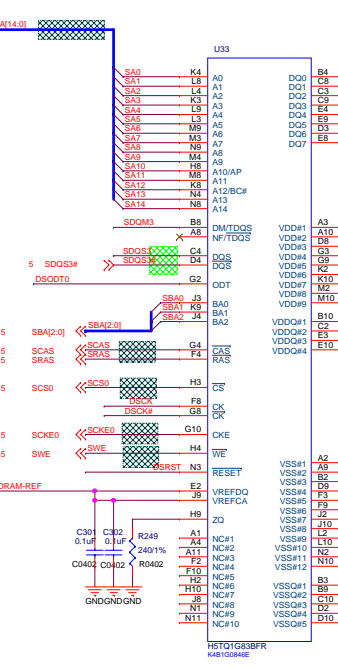 A[14:0]
U33
SA0 K4 A0 DQ0 B4
SA1 L8 A1 DQ1 C8
SA2 L4 A2 DQ2 C3
SA3 K3 A3 DQ3 C9
SA4 L9 A4 DQ4 E4
SA5 L3 A5 DQ5 E9
SA6 M9 A6 DQ6 D3
SA7 M3 A7 DQ7 E8
SA8 N9 A8
SA9 M4 A9
SA10 H8 A10/AP
SA11 M8 A11
SA12 K8 A12/BC#
SA13 N4 A13
SA14 N8 A14
SDQM3 B8 DM/TDQS VDD#1 A3
A8 NF/TDQS VDD#2 A10
VDD#3 D8
SDQS3 C4 DQS VDD#4 G3
5 SDQS3# D4 DQS VDD#5 G9
VDD#6 K2
DSODT0 G2 ODT VDD#7 K10
VDD#8 M2
SBA0 J3 BA0 VDD#9 M10
SBA1 K9 BA1
5 SBA[2:0] SBA[2:0] SBA2 J4 BA2 VDDQ#1 B10
VDDQ#2 C2
VDDQ#3 E3
5 SCAS SCAS G4 CAS VDDQ#4 E10
5 SRAS SRAS F4 RAS
5 SCS0 SCS0 H3 CS
DSCK F8 CK
DSCK# G8 CK
5 SCKE0 SCKE0 G10 CKE
5 SWE SWE H4 WE
VSS#1 A2
DSRST N3 RESET VSS#2 A9
VSS#3 B2
DRAM-REF E2 VREFDQ VSS#4 D9
J9 VREFCA VSS#5 F3
VSS#6 F9
H9 ZQ VSS#7 J2
VSS#8 J10
C301 C302 R249 A1 NC#1 VSS#9 L2
0.1uF 0.1uF A4 NC#2 VSS#10 L10
240/1% A11 NC#3 VSS#11 N2
C0402 C0402 R0402 F2 NC#4 VSS#12 N10
F10 NC#5
H2 NC#6 VSSQ#1 B3
H10 NC#7 VSSQ#2 B9
GND GND GND J8 NC#8 VSSQ#3 C10
N1 NC#9 VSSQ#4 D2
N11 NC#10 VSSQ#5 D10
H5TQ1G83BFR
K4B1G0846E